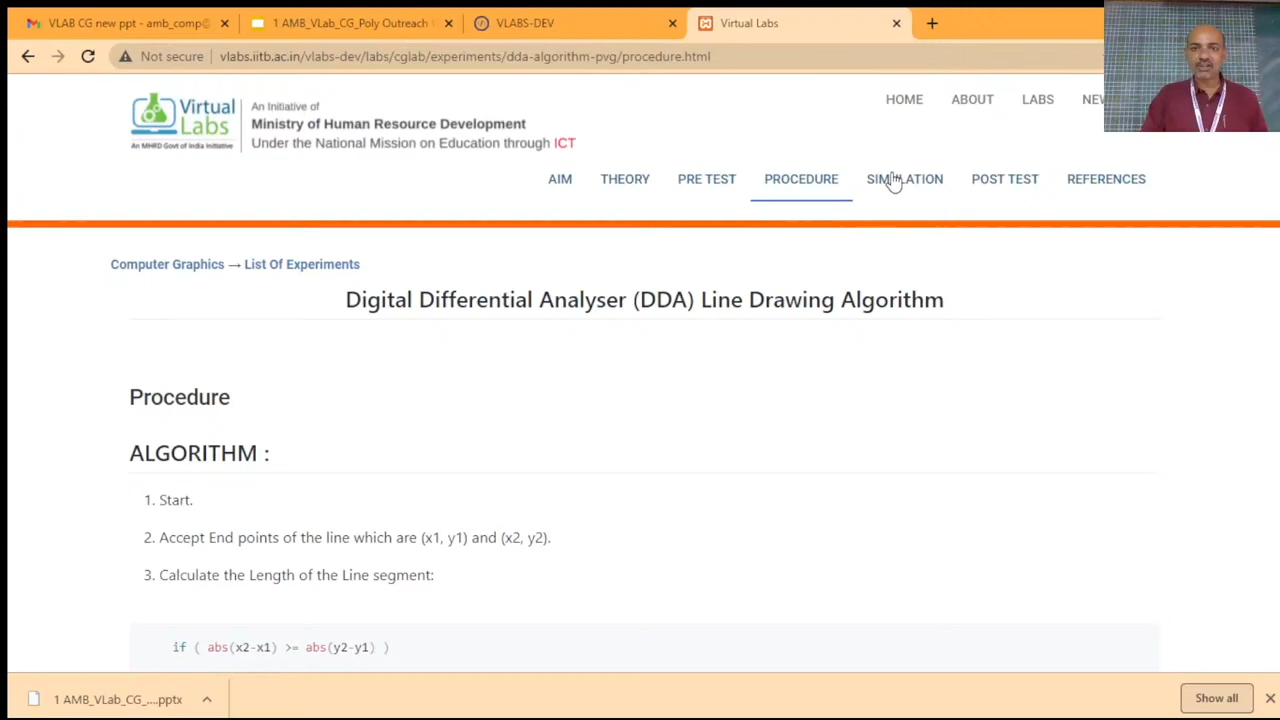 VLAB CG new ppt - amb_comp@
1 AMB_VLab_CG_Poly Outreach
VLABS-DEV
Virtual Labs
Not secure
vlabs.iitb.ac.in/vlabs-dev/labs/cglab/experiments/dda-algorithm-pvg/procedure.html
Virtual
Labs
An MHRD Govt of India Initiative
An Initiative of
Ministry of Human Resource Development
Under the National Mission on Education through ICT
HOME ABOUT LABS
AIM THEORY PRE TEST PROCEDURE SIMULATION POST TEST REFERENCES
Computer Graphics → List Of Experiments
Digital Differential Analyser (DDA) Line Drawing Algorithm
Procedure
ALGORITHM :
1. Start.
2. Accept End points of the line which are (x1, y1) and (x2, y2).
3. Calculate the Length of the Line segment:
if ( abs(x2-x1) >= abs(y2-y1) )
1 AMB_VLab_CG_....pptx
Show all